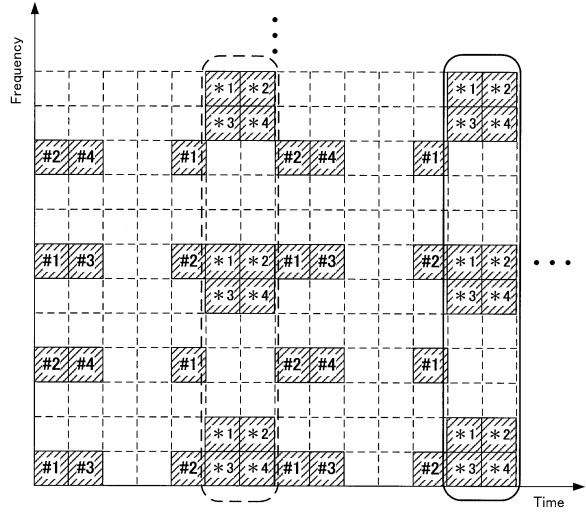 Frequency
*1 *2 *1 *2
*3 *4 *3 *4
#2 #4 #1 #2 #4 #1
#1 #3 #2 *1 *2 #1 #3 #2 *1 *2
*3 *4 *3 *4
#2 #4 #1 #2 #4 #1
*1 *2 *1 *2
#1 #3 #2 *3 *4 #1 #3 #2 *3 *4
Time